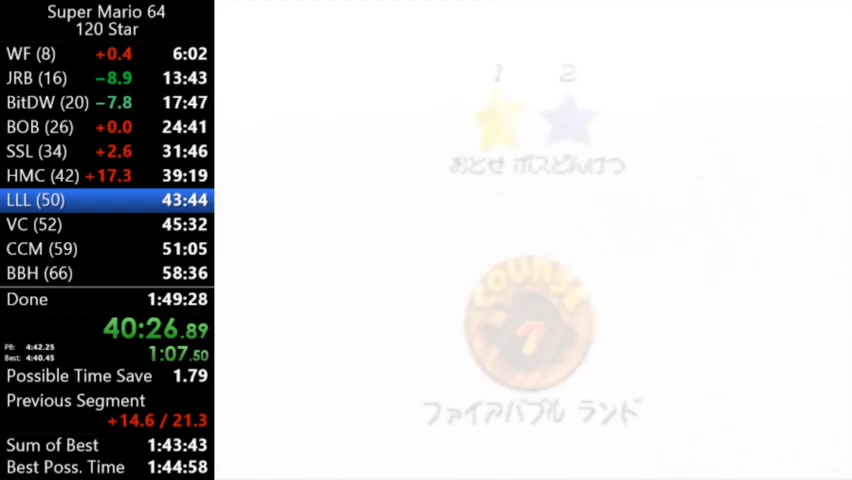 Super Mario 64
120 Star
WF (8) +0.4 6:02
JRB (16) −8.9 13:43
BitDW (20) −7.8 17:47
BOB (26) +0.0 24:41
SSL (34) +2.6 31:46
HMC (42) +17.3 39:19
LLL (50) 43:44
VC (52) 45:32
CCM (59) 51:05
BBH (66) 58:36
Done 1:49:28
40:26.89
PB: 4:42.25
Best: 4:40.45
1:07.50
Possible Time Save 1.79
Previous Segment
+14.6 / 21.3
Sum of Best 1:43:43
Best Poss. Time 1:44:58
1 2
おとせ ボスどんけつ
COURSE
7
ファイアバブル ランド